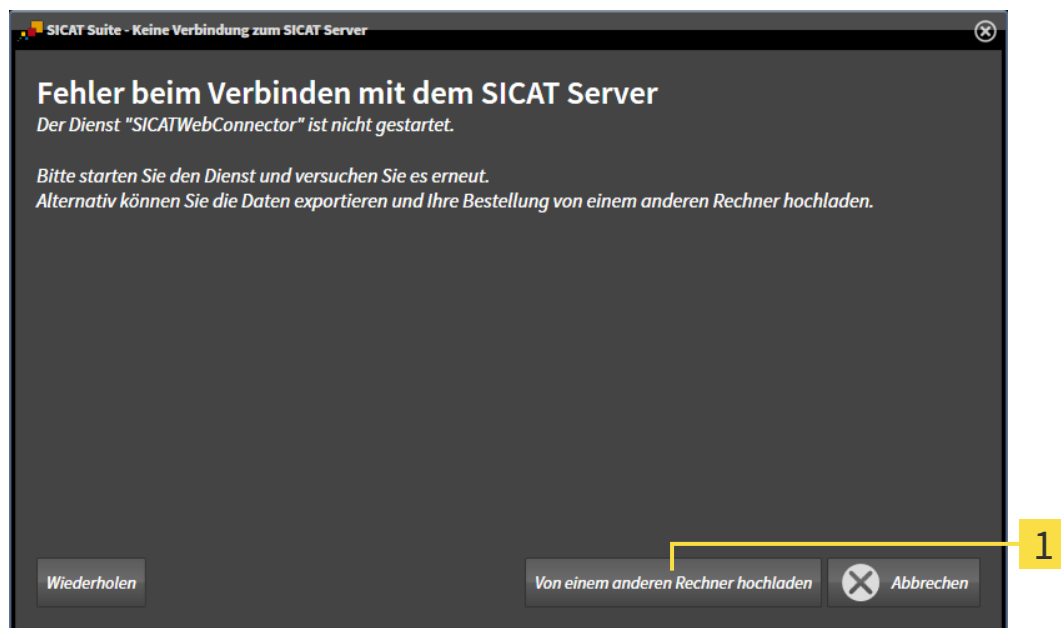 SICAT Suite - Keine Verbindung zum SICAT Server
Fehler beim Verbinden mit dem SICAT Server
Der Dienst "SICATWebConnector" ist nicht gestartet.
Bitte starten Sie den Dienst und versuchen Sie es erneut.
Alternativ können Sie die Daten exportieren und Ihre Bestellung von einem anderen Rechner hochladen.
1
Wiederholen
Von einem anderen Rechner hochladen
Abbrechen